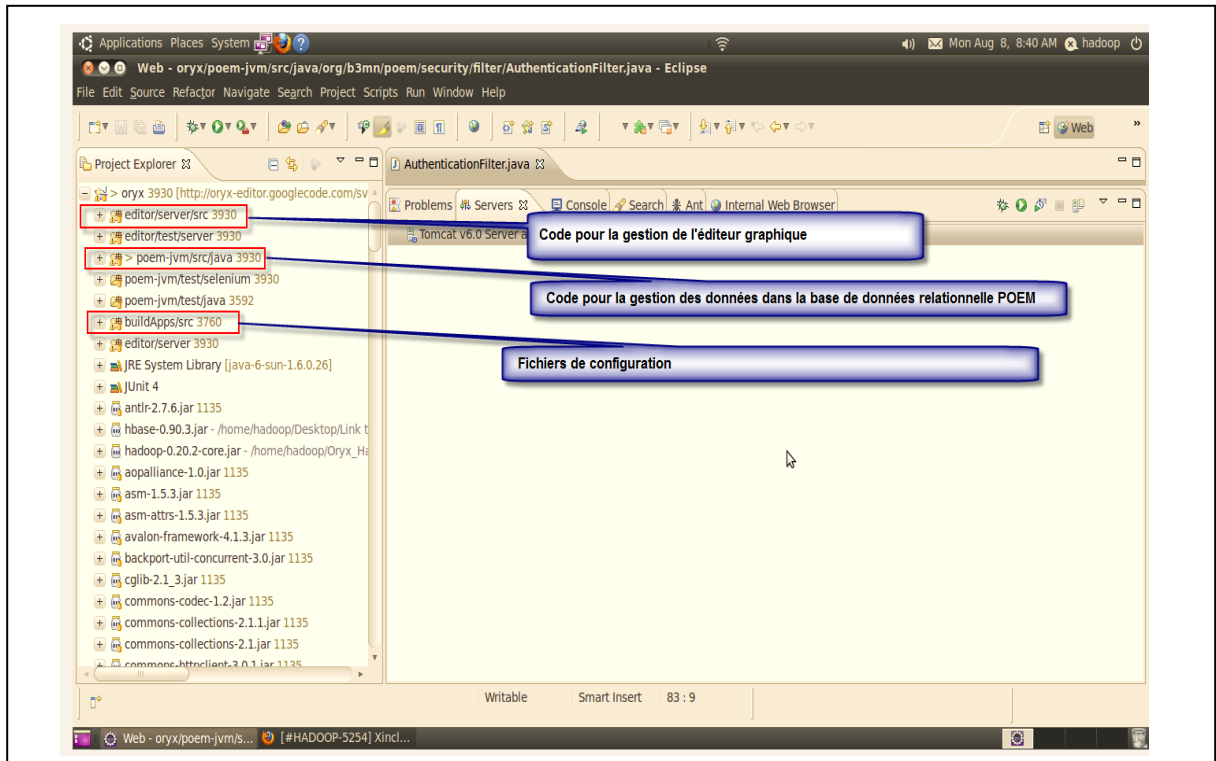 Applications Places System
Mon Aug 8, 8:40 AM hadoop
Web - oryx/poem-jvm/src/java/org/b3mn/poem/security/filter/AuthenticationFilter.java - Eclipse
File Edit Source Refactor Navigate Search Project Scripts Run Window Help
Web »
Project Explorer
AuthenticationFilter.java
> oryx 3930 [http://oryx-editor.googlecode.com/sv
Problems Servers Console Search Ant Internal Web Browser
editor/server/src 3930
Tomcat v6.0 Server a
Code pour la gestion de l'éditeur graphique
editor/test/server 3930
> poem-jvm/src/java 3930
poem-jvm/test/selenium 3930
Code pour la gestion des données dans la base de données relationnelle POEM
poem-jvm/test/java 3592
buildApps/src 3760
editor/server 3930
Fichiers de configuration
JRE System Library [java-6-sun-1.6.0.26]
JUnit 4
antlr-2.7.6.jar 1135
hbase-0.90.3.jar - /home/hadoop/Desktop/Link t
hadoop-0.20.2-core.jar - /home/hadoop/Oryx_Ha
aopalliance-1.0.jar 1135
asm-1.5.3.jar 1135
asm-attrs-1.5.3.jar 1135
avalon-framework-4.1.3.jar 1135
backport-util-concurrent-3.0.jar 1135
cglib-2.1_3.jar 1135
commons-codec-1.2.jar 1135
commons-collections-2.1.1.jar 1135
commons-collections-2.1.jar 1135
commons-httpclient-3.0.1.jar 1135
Writable Smart Insert 83 : 9
Web - oryx/poem-jvm/s... [#HADOOP-5254] Xincl...